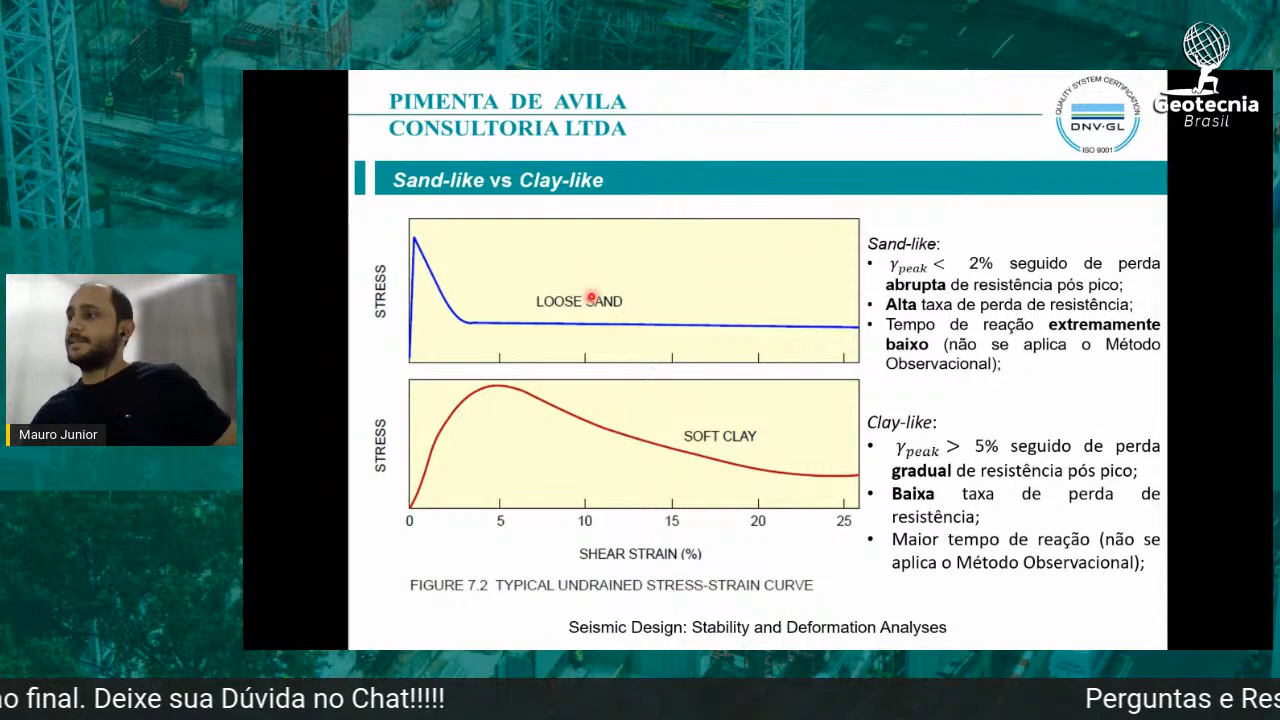 PIMENTA DE AVILA
CONSULTORIA LTDA
QUALITY SYSTEM CERTIFICATION
DNV·GL
ISO 9001
Geotecnia
Brasil
Sand-like vs Clay-like
STRESS
LOOSE SAND
STRESS
SOFT CLAY
0 5 10 15 20 25
SHEAR STRAIN (%)
FIGURE 7.2 TYPICAL UNDRAINED STRESS-STRAIN CURVE
Sand-like:
• γpeak < 2% seguido de perda
abrupta de resistência pós pico;
• Alta taxa de perda de resistência;
• Tempo de reação extremamente
baixo (não se aplica o Método
Observacional);
Clay-like:
• γpeak > 5% seguido de perda
gradual de resistência pós pico;
• Baixa taxa de perda de
resistência;
• Maior tempo de reação (não se
aplica o Método Observacional);
Seismic Design: Stability and Deformation Analyses
Mauro Junior
o final. Deixe sua Dúvida no Chat!!!!! Perguntas e Res